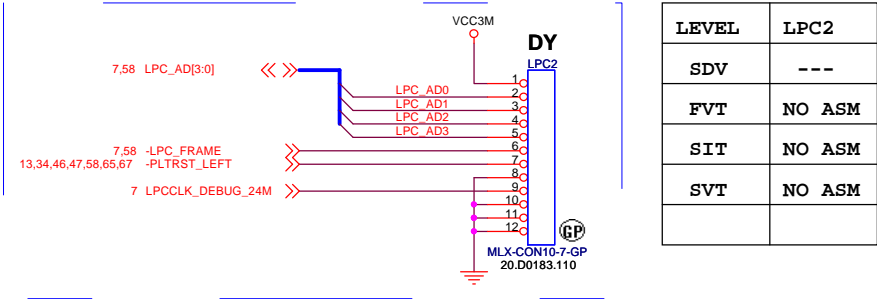 VCC3M
DY
LPC2
7,58 LPC_AD[3:0]
1
LPC_AD0 2
LPC_AD1 3
LPC_AD2 4
LPC_AD3 5
7,58 -LPC_FRAME 6
13,34,46,47,58,65,67 -PLTRST_LEFT 7
8
7 LPCCLK_DEBUG_24M 9
10
11
12
GP
MLX-CON10-7-GP
20.D0183.110
LEVEL LPC2
SDV ---
FVT NO ASM
SIT NO ASM
SVT NO ASM